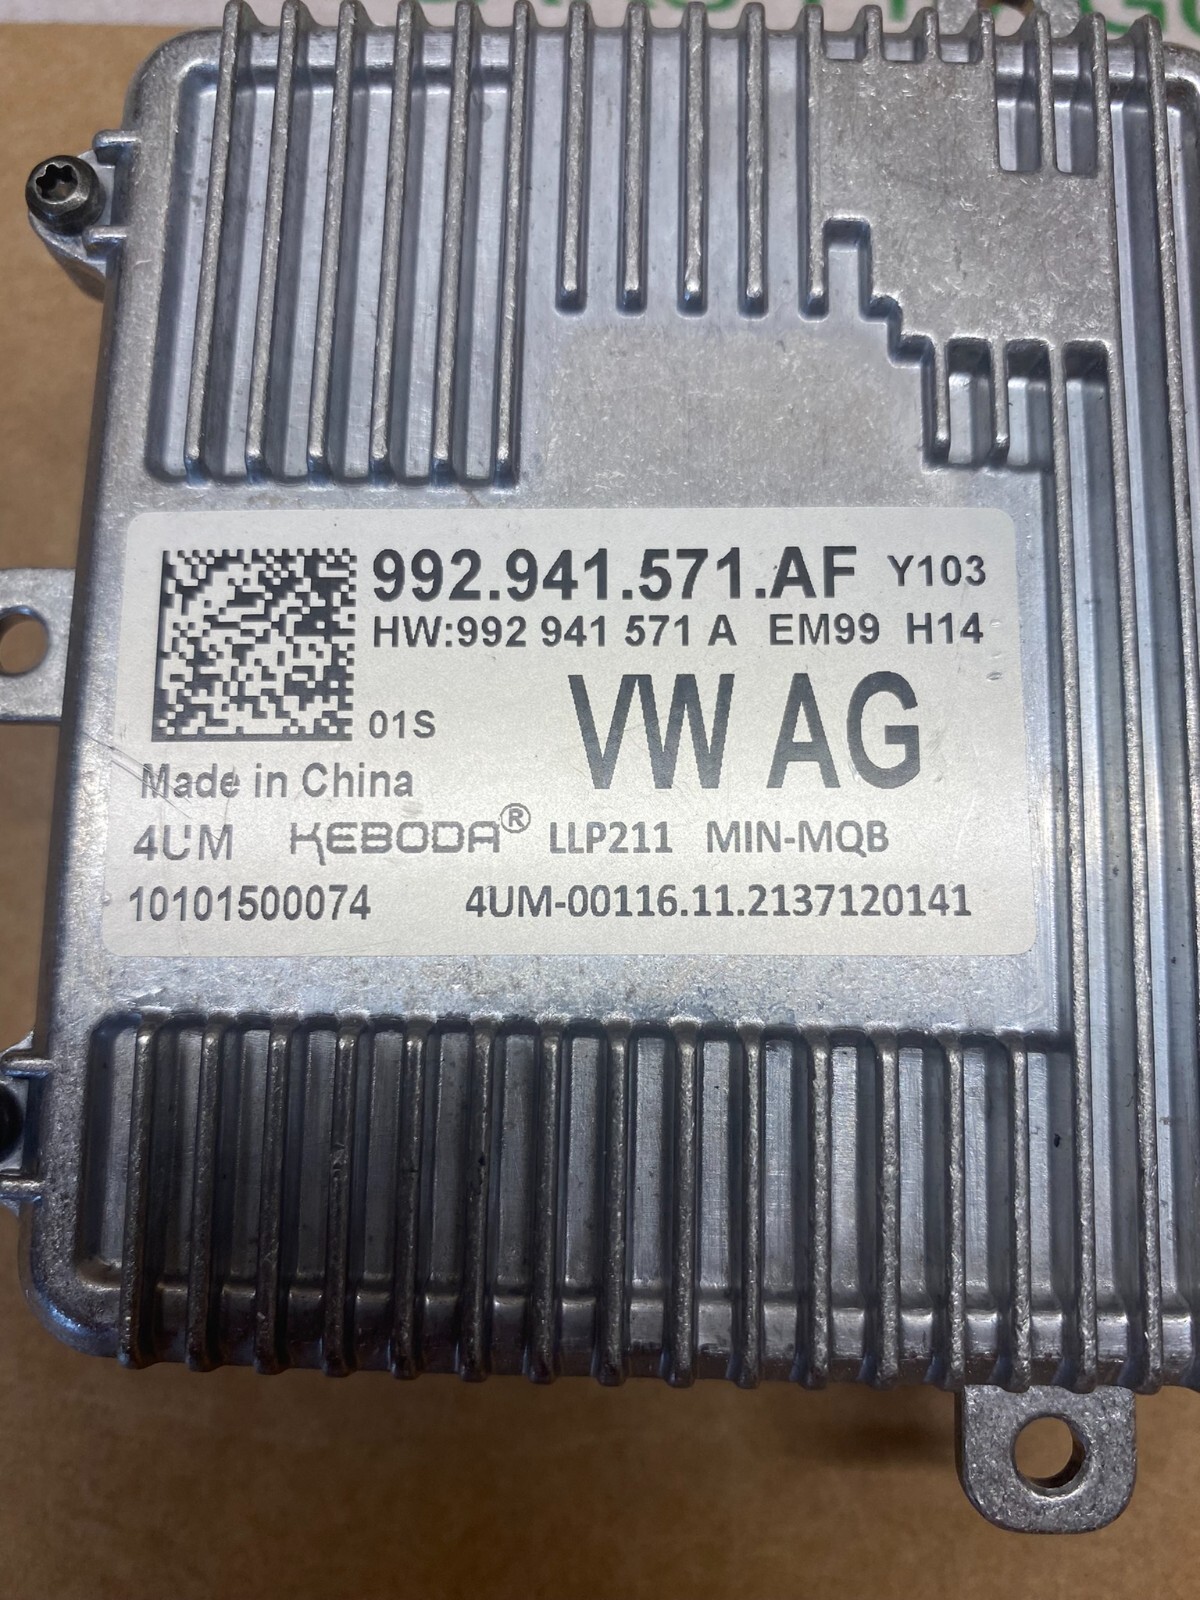 992.941.571.AF Y103
HW:992 941 571 A EM99 H14
01S
VW AG
Made in China
4UM KEBODA® LLP211 MIN-MQB
10101500074 4UM-00116.11.2137120141